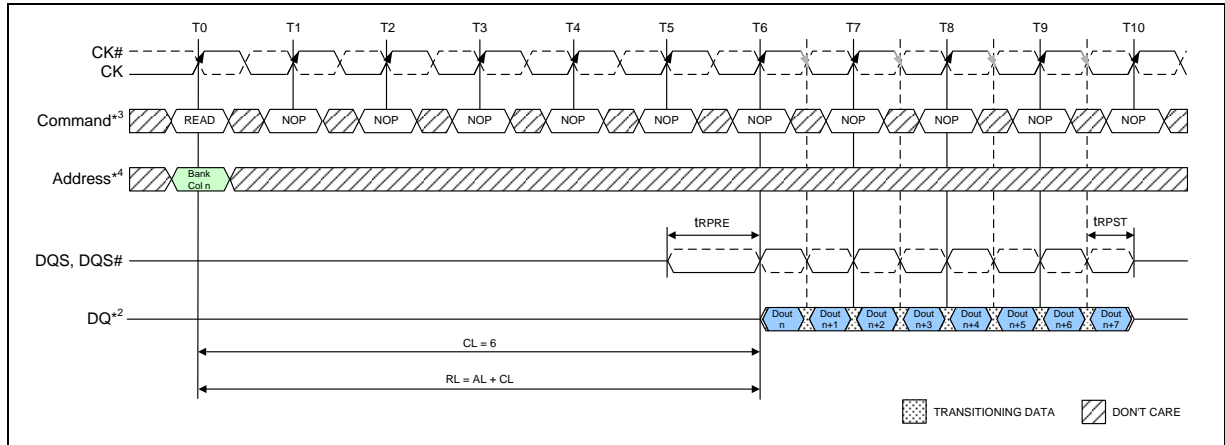 T0 T1 T2 T3 T4 T5 T6 T7 T8 T9 T10
CK#
CK
Command*3 READ NOP NOP NOP NOP NOP NOP NOP NOP NOP NOP
Address*4 Bank
Col n
tRPRE tRPST
DQS, DQS#
DQ*2 Dout n Dout n+1 Dout n+2 Dout n+3 Dout n+4 Dout n+5 Dout n+6 Dout n+7
CL = 6
RL = AL + CL
TRANSITIONING DATA DON'T CARE